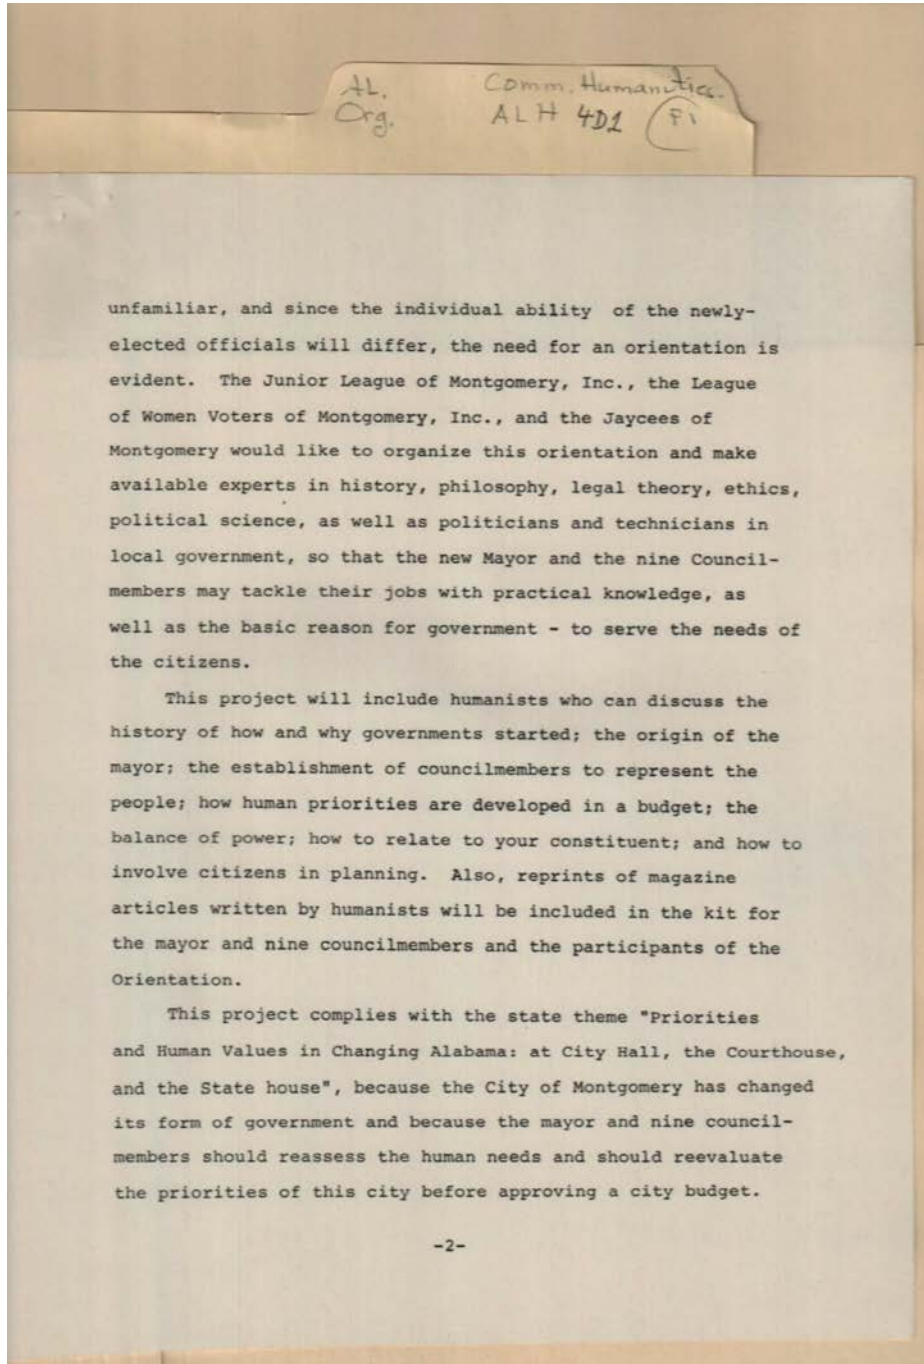 AL. Comm. Humanities.
Org. ALH 4D1 Fi
unfamiliar, and since the individual ability of the newly-
elected officials will differ, the need for an orientation is
evident. The Junior League of Montgomery, Inc., the League
of Women Voters of Montgomery, Inc., and the Jaycees of
Montgomery would like to organize this orientation and make
available experts in history, philosophy, legal theory, ethics,
political science, as well as politicians and technicians in
local government, so that the new Mayor and the nine Council-
members may tackle their jobs with practical knowledge, as
well as the basic reason for government - to serve the needs of
the citizens.
This project will include humanists who can discuss the
history of how and why governments started; the origin of the
mayor; the establishment of councilmembers to represent the
people; how human priorities are developed in a budget; the
balance of power; how to relate to your constituent; and how to
involve citizens in planning. Also, reprints of magazine
articles written by humanists will be included in the kit for
the mayor and nine councilmembers and the participants of the
Orientation.
This project complies with the state theme "Priorities
and Human Values in Changing Alabama: at City Hall, the Courthouse,
and the State house", because the City of Montgomery has changed
its form of government and because the mayor and nine council-
members should reassess the human needs and should reevaluate
the priorities of this city before approving a city budget.
-2-